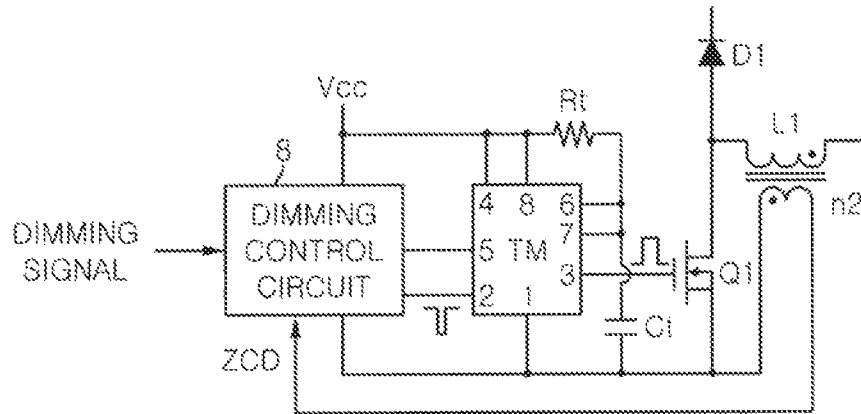 D1
Vcc
Rt
L1
8
n2
DIMMING
SIGNAL
DIMMING
CONTROL
CIRCUIT
4 8 6
7
5 TM
3
2 1
Q1
Ci
ZCD